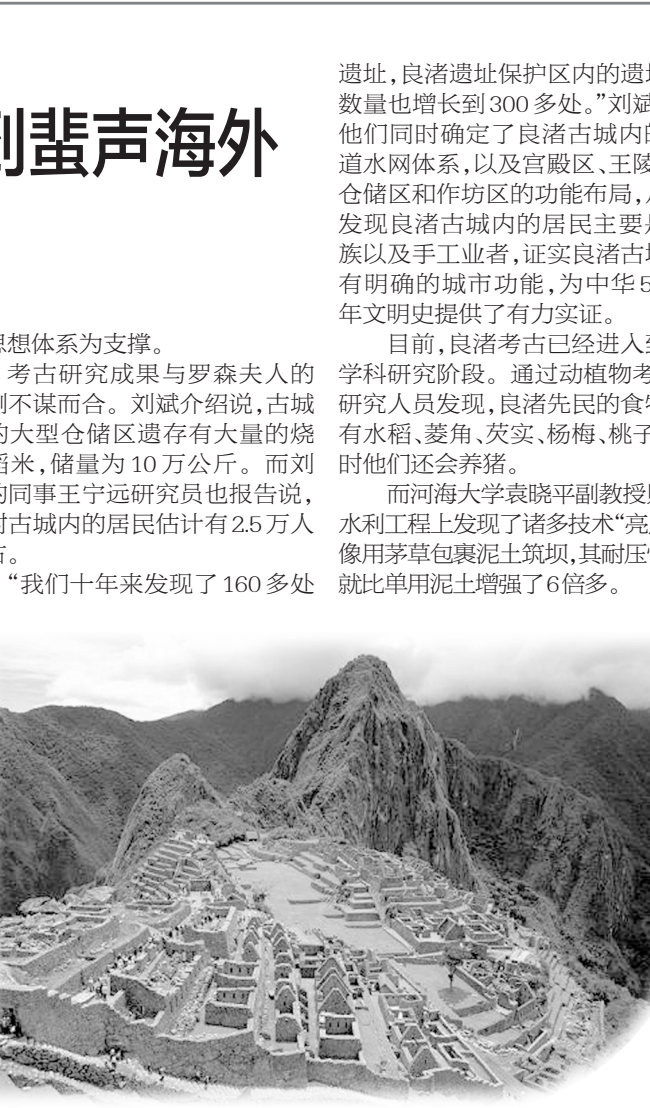 到蜚声海外
思想体系为支撑。
考古研究成果与罗森夫人的
不谋而合。刘斌介绍说,古城
的大型仓储区遗存有大量的烧
稻米,储量为10万公斤。而刘
的同事王宁远研究员也报告说,
时古城内的居民估计有2.5万人
右。
“我们十年来发现了160多处
遗址,良渚遗址保护区内的遗址
数量也增长到300多处。”刘斌
他们同时确定了良渚古城内的
道水网体系,以及宫殿区、王陵
仓储区和作坊区的功能布局,
发现良渚古城内的居民主要是
族以及手工业者,证实良渚古城
有明确的城市功能,为中华5
年文明史提供了有力实证。
目前,良渚考古已经进入到
学科研究阶段。通过动植物考
研究人员发现,良渚先民的食物
有水稻、菱角、芡实、杨梅、桃子
时他们还会养猪。
而河海大学袁晓平副教授则
水利工程上发现了诸多技术“亮
像用茅草包裹泥土筑坝,其耐压性
就比单用泥土增强了6倍多。